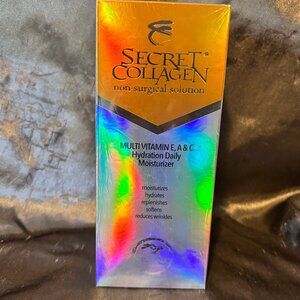 SECRET
COLLAGEN
non surgical solution
MULTI VITAMIN E, A & C
Hydration Daily
Moisturizer
moisturizes
hydrates
replenishes
softens
reduces wrinkles